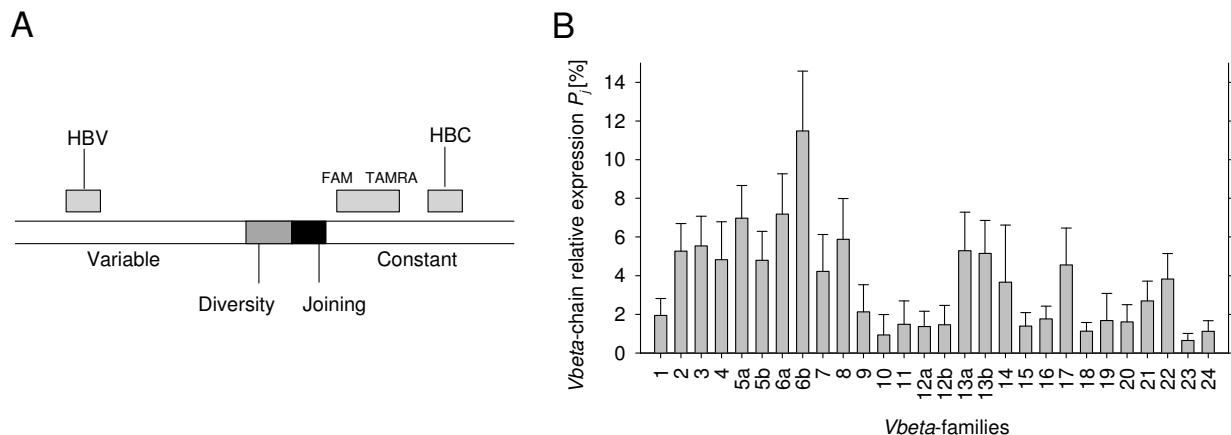 A
HBV
HBC
FAM TAMRA
Variable
Constant
Diversity
Joining
B
Vbeta-chain relative expression Pj[%]
14
12
10
8
6
4
2
0
1 2 3 4 5a 5b 6a 6b 7 8 9 10 11 12a 12b 13a 13b 14 15 16 17 18 19 20 21 22 23 24
Vbeta-families